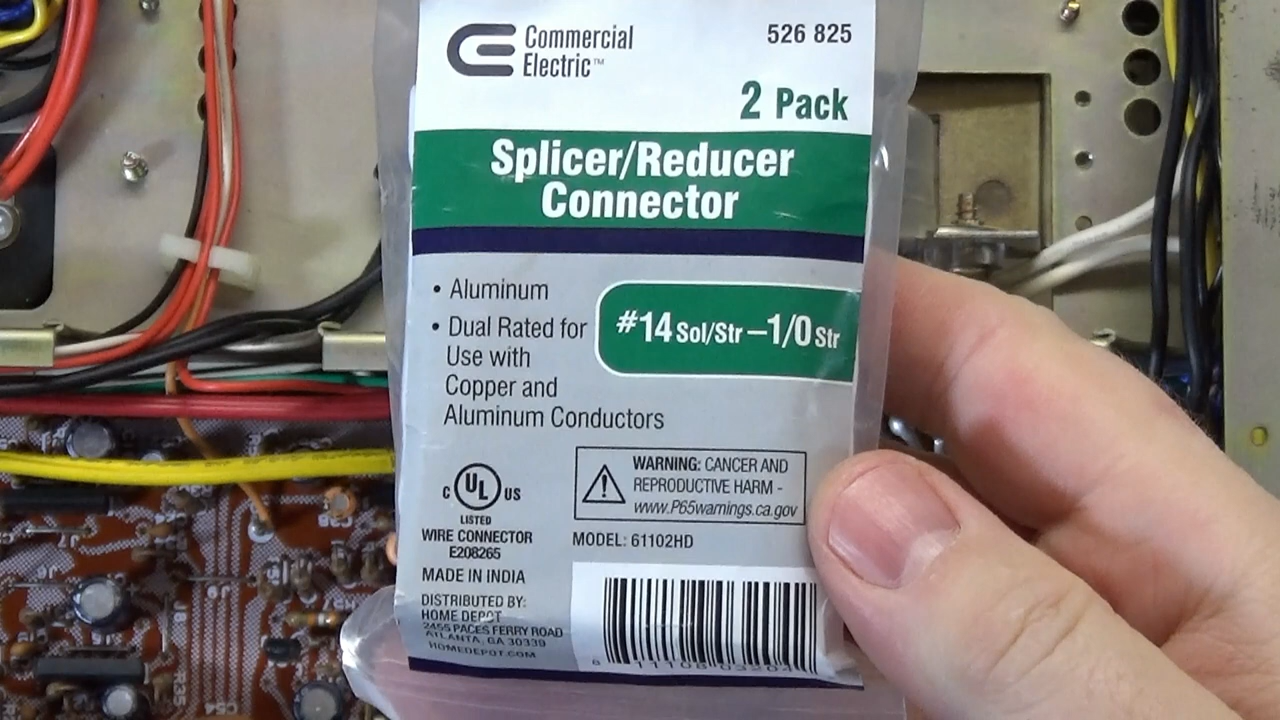 Commercial
Electric™
526 825
2 Pack
Splicer/Reducer
Connector
• Aluminum
• Dual Rated for
Use with
Copper and
Aluminum Conductors
#14 Sol/Str – 1/0 Str
C UL US
LISTED
WIRE CONNECTOR
E208265
WARNING: CANCER AND
REPRODUCTIVE HARM -
www.P65warnings.ca.gov
MODEL: 61102HD
MADE IN INDIA
DISTRIBUTED BY:
HOME DEPOT
2455 PACES FERRY ROAD
ATLANTA, GA 30339
HOMEDEPOT.COM
C54